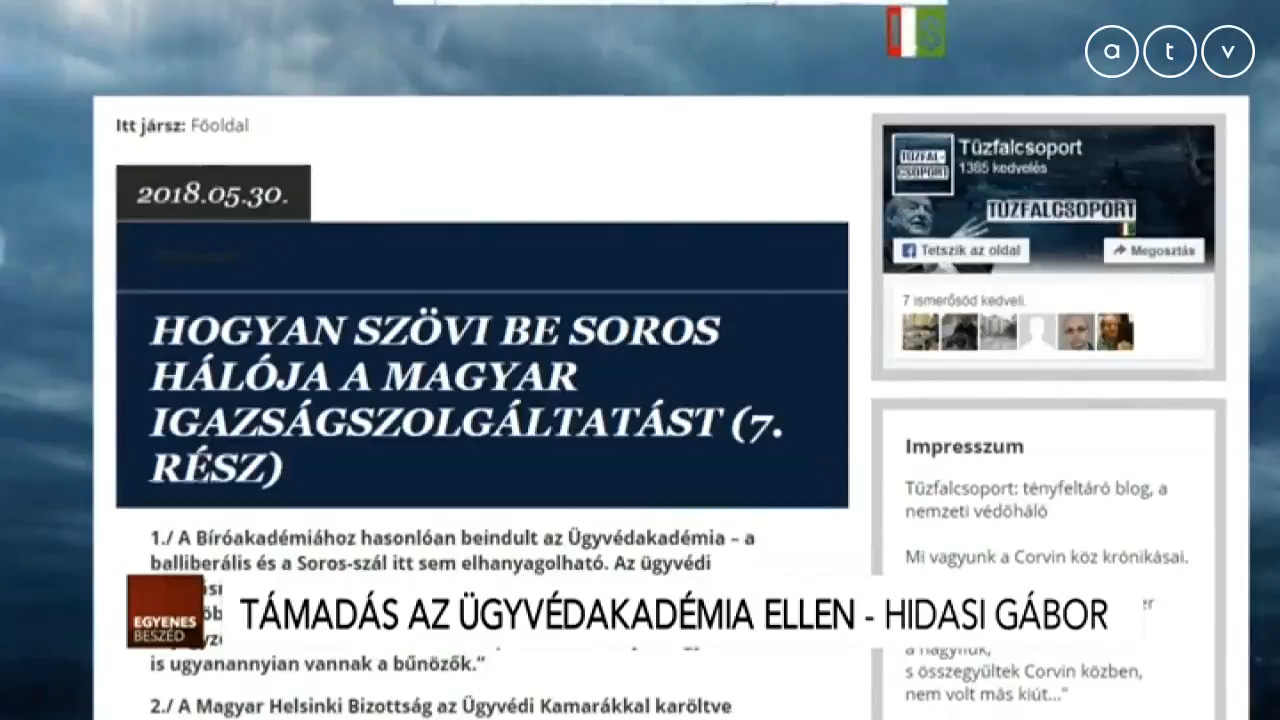 a t v
Itt jársz: Főoldal
2018.05.30.
HOGYAN SZÖVI BE SOROS
HÁLÓJA A MAGYAR
IGAZSÁGSZOLGÁLTATÁST (7.
RÉSZ)
1./ A Bíróakadémiához hasonlóan beindult az Ügyvédakadémia – a
balliberális és a Soros-szál itt sem elhanyagolható. Az ügyvédi
is ugyanannyian vannak a bűnözők.”
2./ A Magyar Helsinki Bizottság az Ügyvédi Kamarákkal karöltve
TŰZFAL-
CSOPORT
Tűzfalcsoport
1385 kedvelés
TŰZFALCSOPORT
Tetszik az oldal
Megosztás
7 ismerősöd kedveli.
Impresszum
Tűzfalcsoport: tényfeltáró blog, a
nemzeti védőháló
Mi vagyunk a Corvin köz krónikásai.
s összegyűltek Corvin közben,
nem volt más kiút..."
EGYENES
BESZÉD
TÁMADÁS AZ ÜGYVÉDAKADÉMIA ELLEN - HIDASI GÁBOR